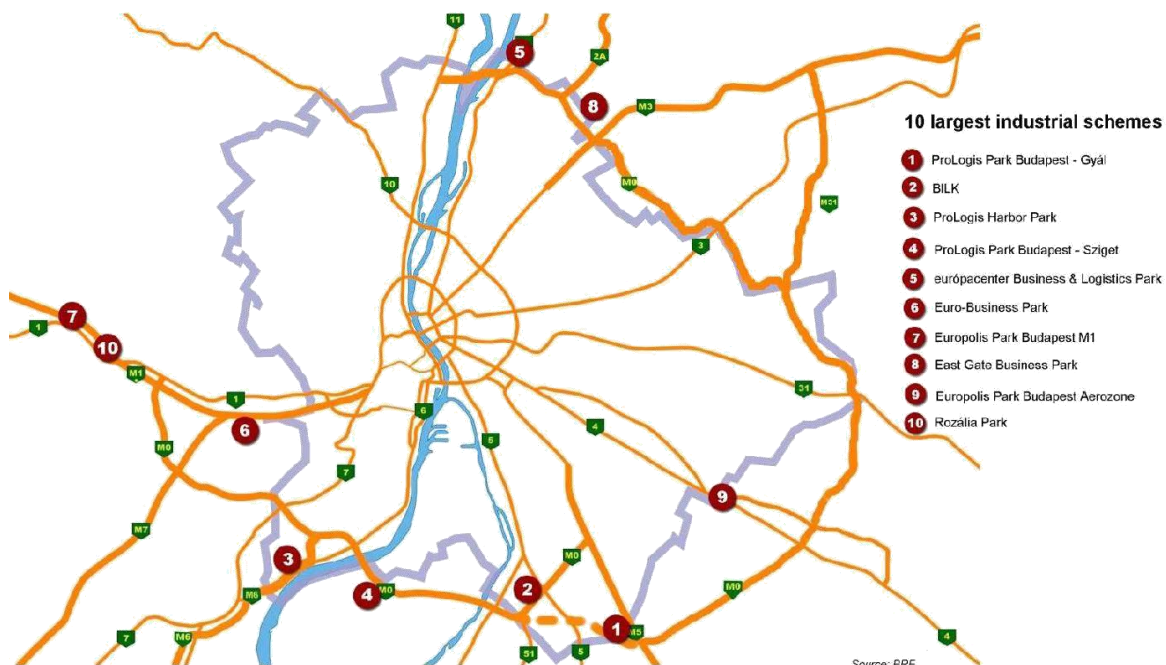 11
5
2A
8
M3
10
M0
M31
3
7
1
10
M1
1
6
6
5
4
31
M0
7
9
M7
3
M6
4
M0
2
M0
1
M5
M0
7
M6
51
5
4
10 largest industrial schemes
1 ProLogis Park Budapest - Gyál
2 BILK
3 ProLogis Harbor Park
4 ProLogis Park Budapest - Sziget
5 európacenter Business & Logistics Park
6 Euro-Business Park
7 Europolis Park Budapest M1
8 East Gate Business Park
9 Europolis Park Budapest Aerozone
10 Rozália Park